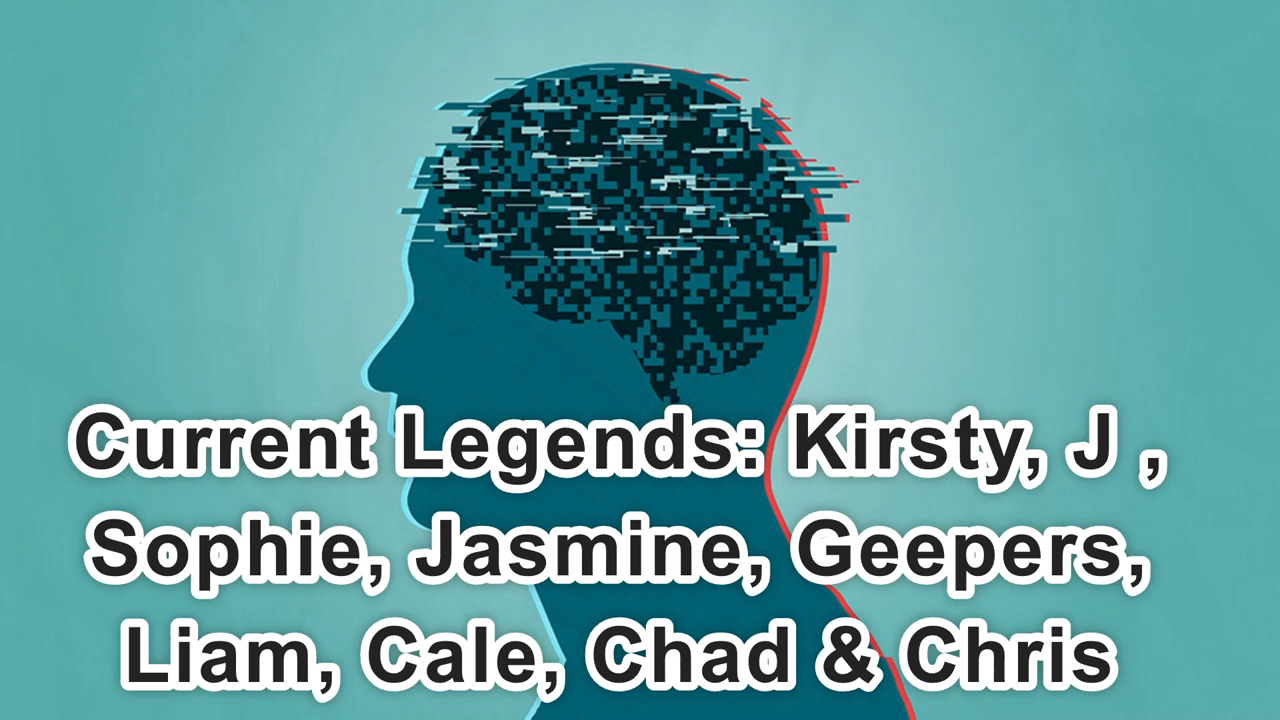 Current Legends: Kirsty, J ,
Sophie, Jasmine, Geepers,
Liam, Cale, Chad & Chris